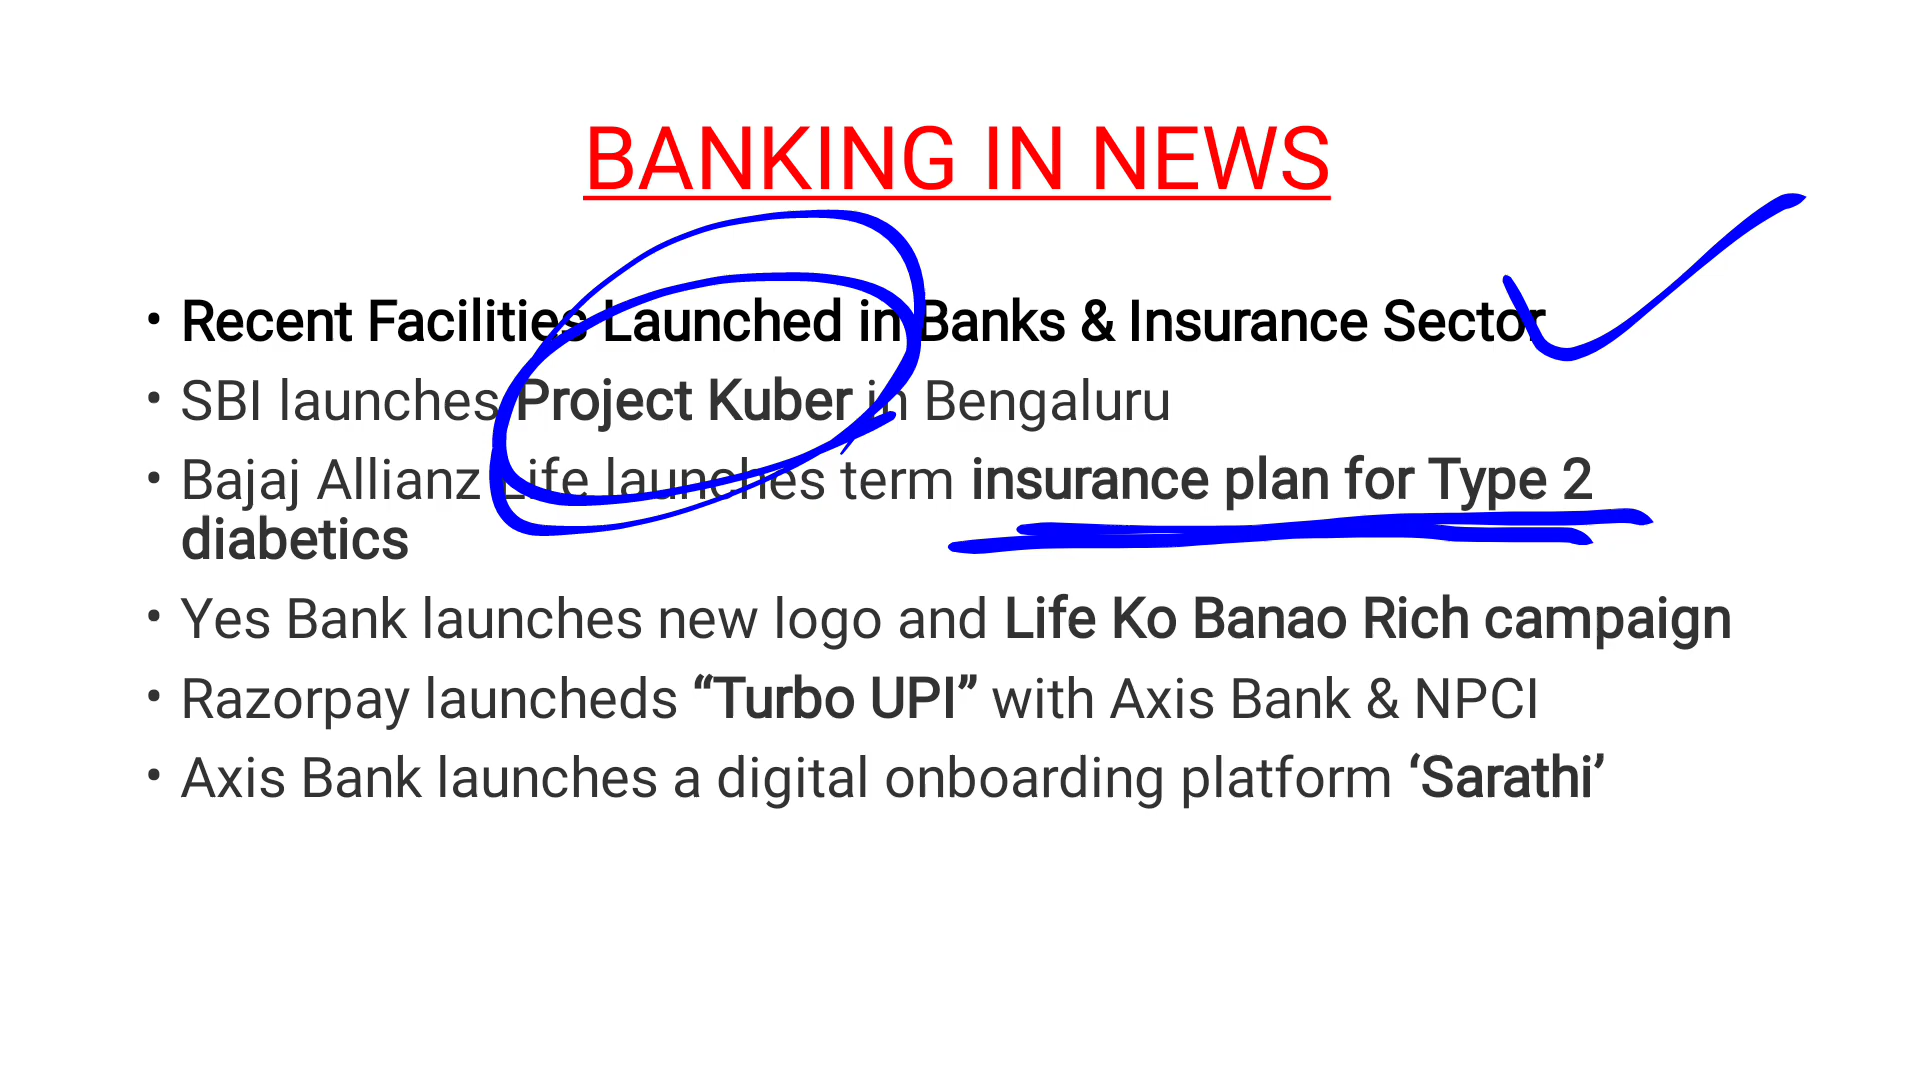 BANKING IN NEWS
• Recent Facilities Launched in Banks & Insurance Sector
• SBI launches Project Kuber in Bengaluru
• Bajaj Allianz Life launches term insurance plan for Type 2
diabetics
• Yes Bank launches new logo and Life Ko Banao Rich campaign
• Razorpay launcheds “Turbo UPI” with Axis Bank & NPCI
• Axis Bank launches a digital onboarding platform ‘Sarathi’